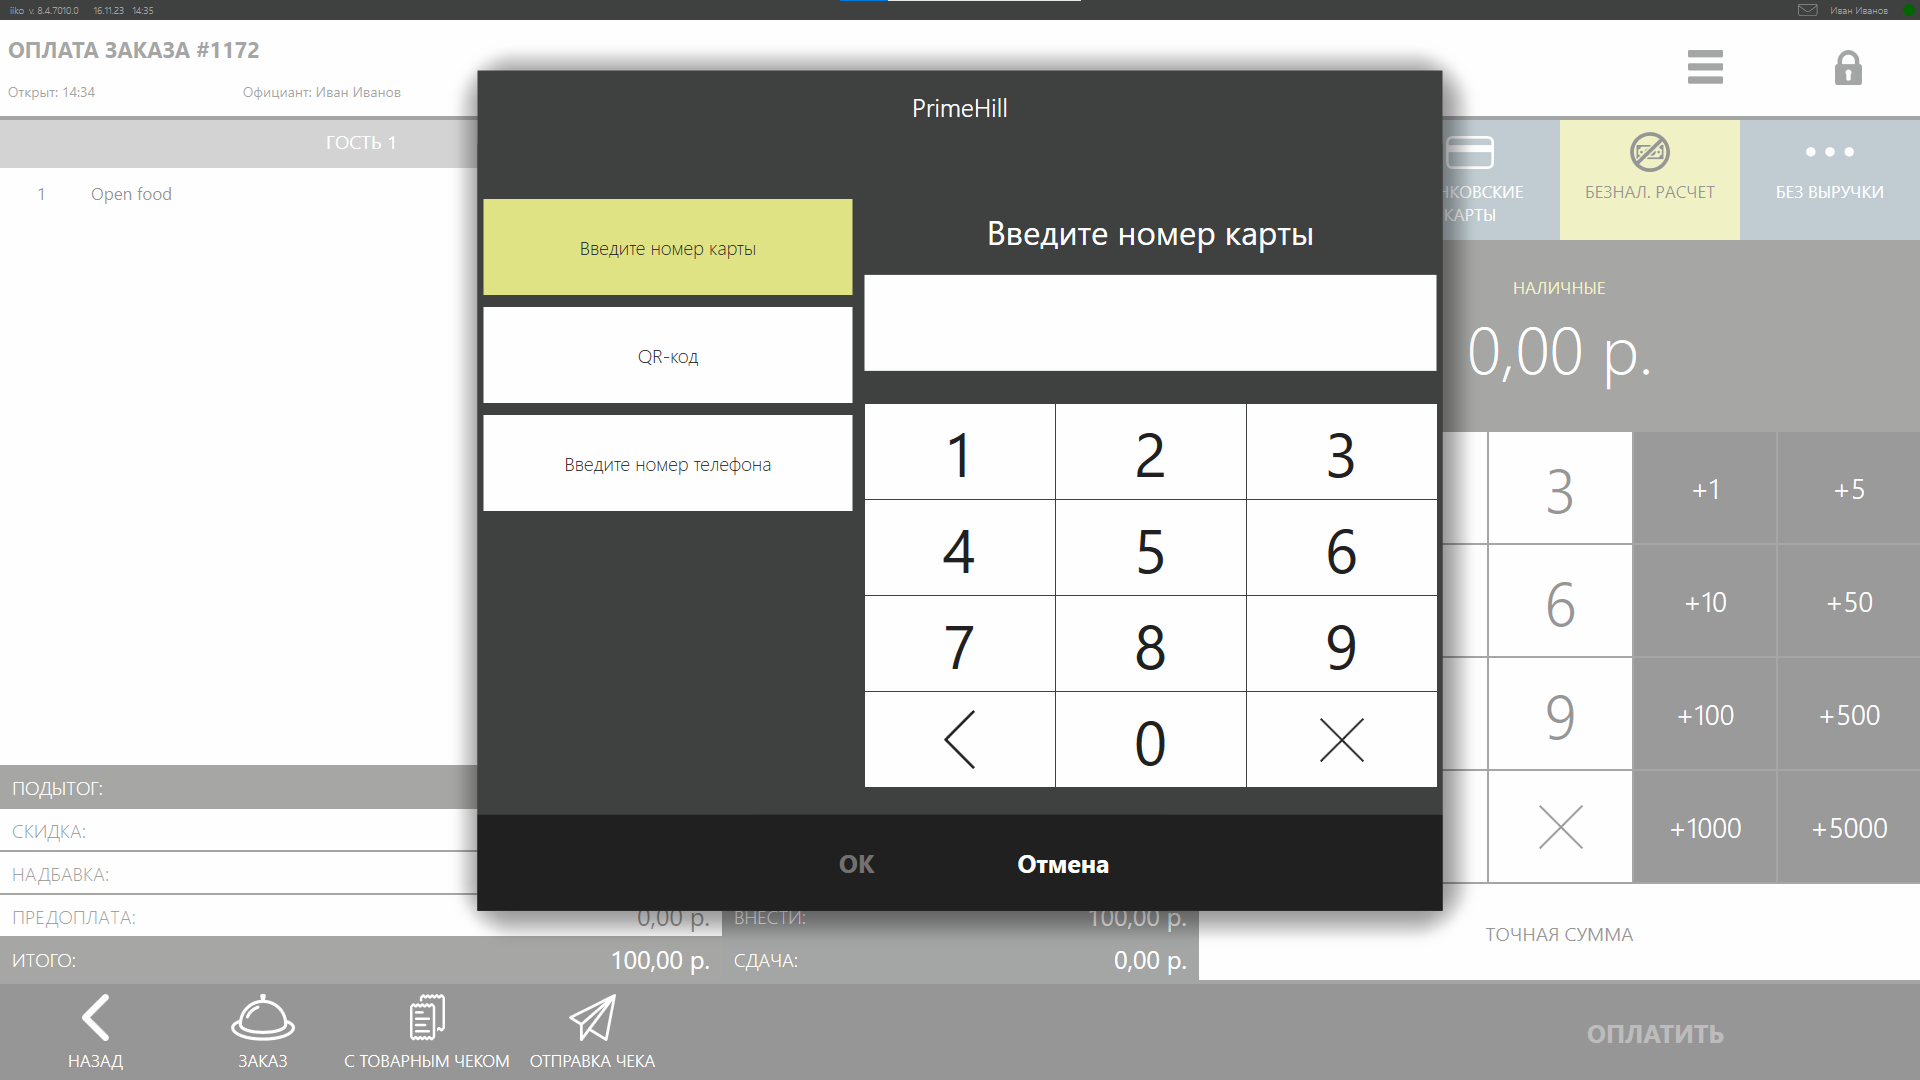 iiko v. 8.4.7010.0 16.11.23 14:35
Иван Иванов
ОПЛАТА ЗАКАЗА #1172
Открыт: 14:34 Официант: Иван Иванов
ГОСТЬ 1
1 Open food
PrimeHill
Введите номер карты
QR-код
Введите номер телефона
Введите номер карты
1 2 3
4 5 6
7 8 9
0
OK Отмена
КАРТЫ
БЕЗНАЛ. РАСЧЕТ
БЕЗ ВЫРУЧКИ
НАЛИЧНЫЕ
0,00 р.
3 +1 +5
6 +10 +50
9 +100 +500
+1000 +5000
ТОЧНАЯ СУММА
ПОДЫТОГ:
СКИДКА:
НАДБАВКА:
ПРЕДОПЛАТА: 0,00 р.
ИТОГО: 100,00 р.
ВНЕСТИ: 100,00 р.
СДАЧА: 0,00 р.
НАЗАД
ЗАКАЗ
С ТОВАРНЫМ ЧЕКОМ
ОТПРАВКА ЧЕКА
ОПЛАТИТЬ